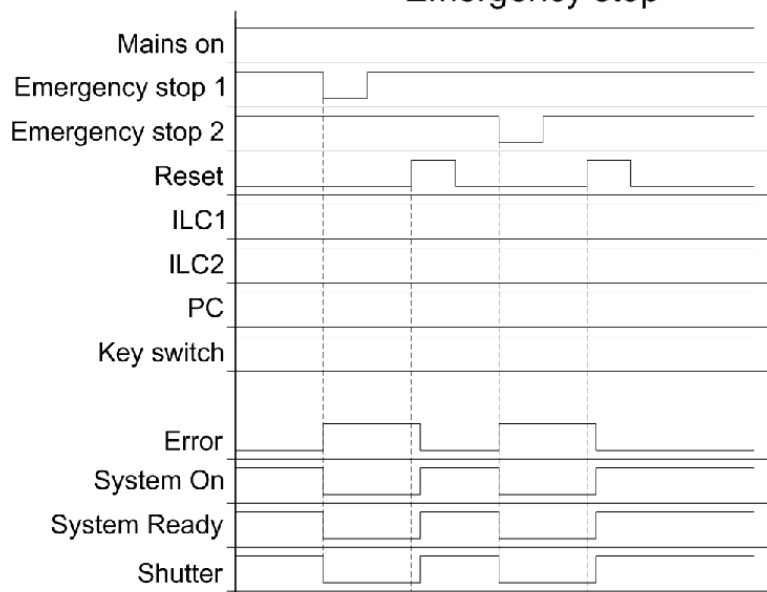 Emergency stop
Mains on
Emergency stop 1
Emergency stop 2
Reset
ILC1
ILC2
PC
Key switch
Error
System On
System Ready
Shutter